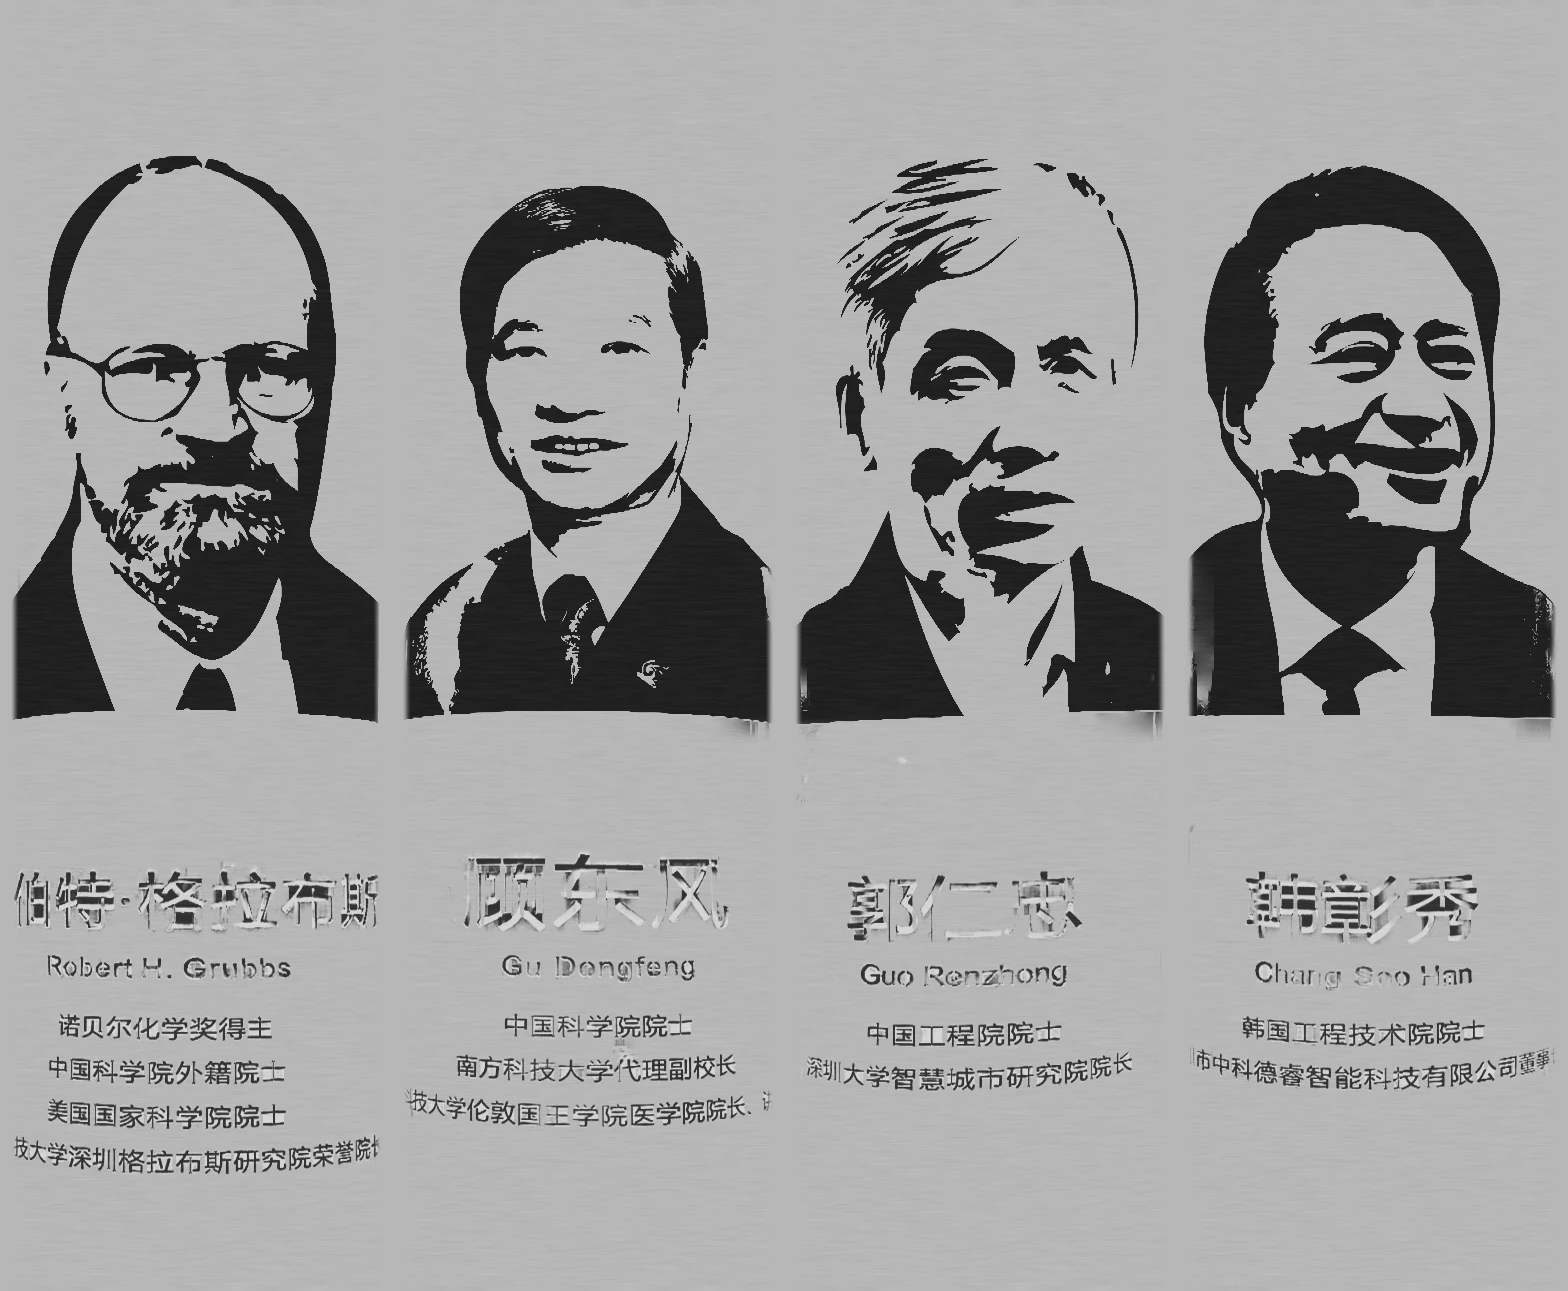 伯特·格拉布斯
Robert H. Grubbs
诺贝尔化学奖得主
中国科学院外籍院士
美国国家科学院院士
技大学深圳格拉布斯研究院荣誉院长
顾东风
Gu Dongfeng
中国科学院院士
南方科技大学代理副校长
技大学伦敦国王学院医学院院长、讲
郭仁忠
Guo Renzhong
中国工程院院士
深圳大学智慧城市研究院院长
韩彰秀
Chang Soo Han
韩国工程技术院院士
市中科德睿智能科技有限公司董事